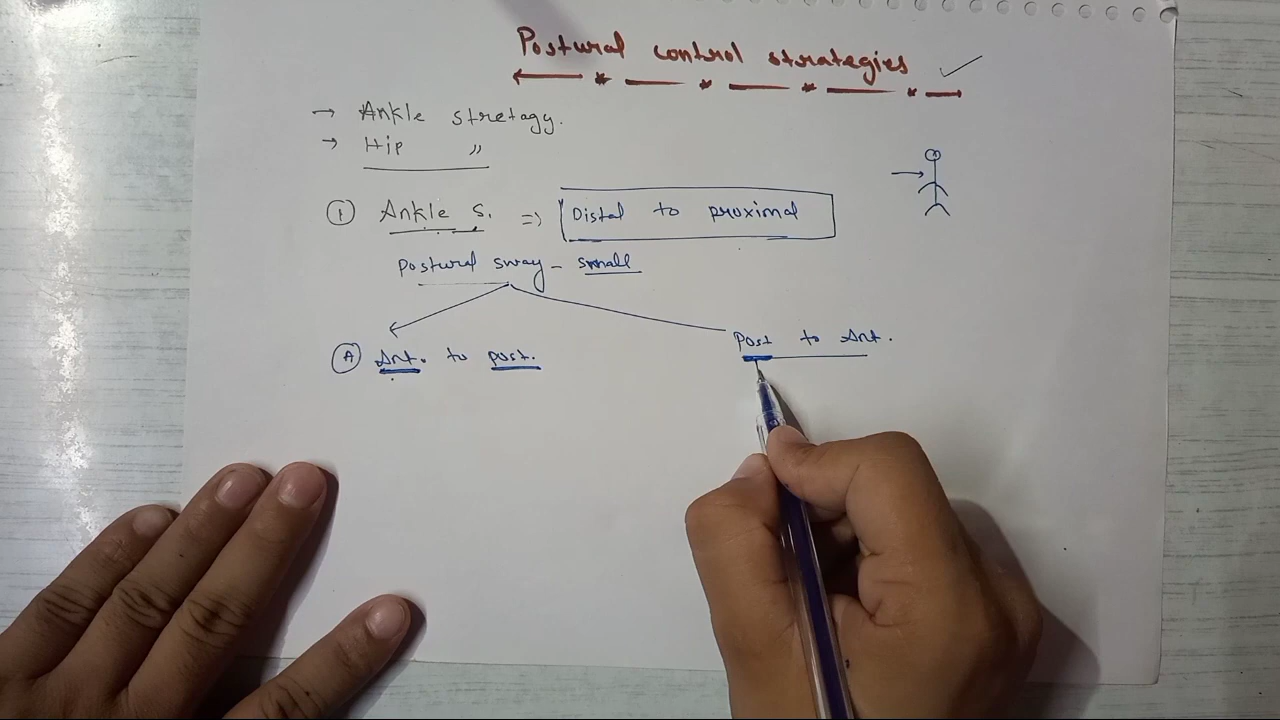 Postural control strategies
→ Ankle stretagy.
→ Hip "
① Ankle S. => Distal to proximal
Postural sway - small
Ⓐ Ant. to post.
Post to Ant.